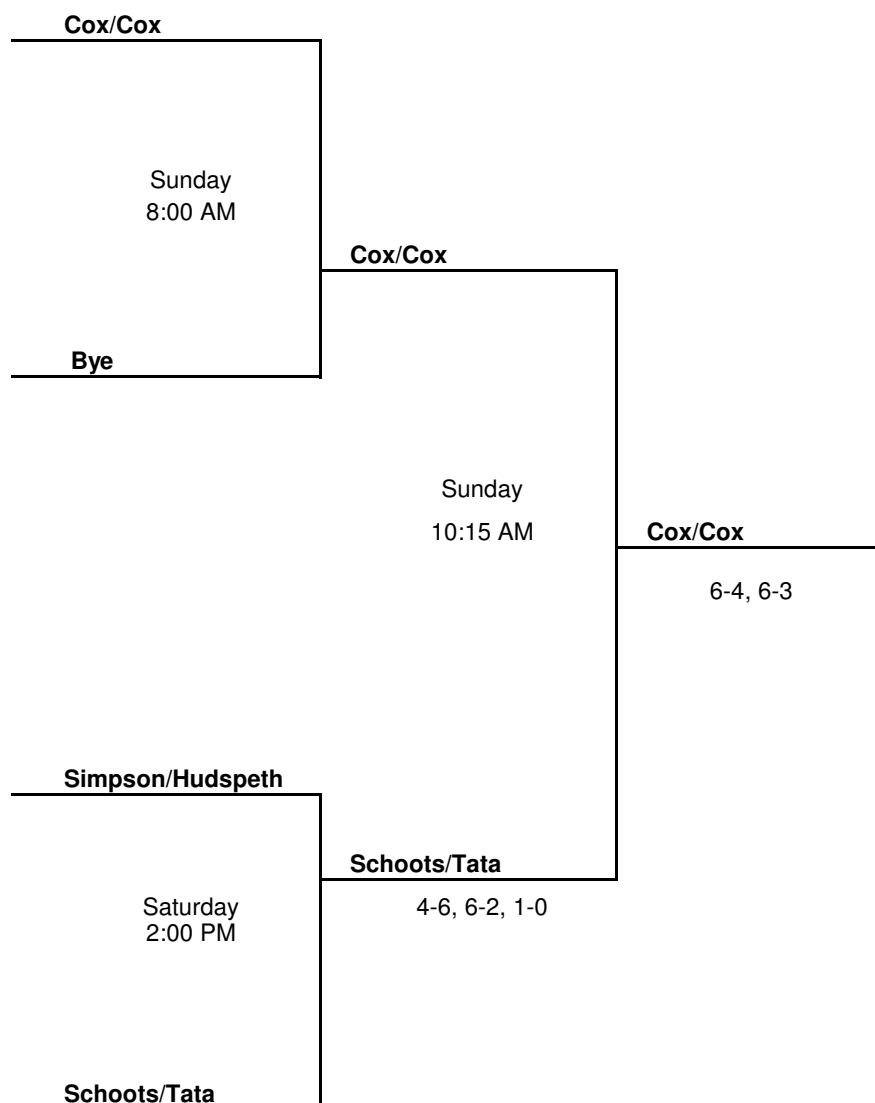 Cox/Cox
Sunday
8:00 AM
Cox/Cox
Bye
Sunday
10:15 AM
Cox/Cox
6-4, 6-3
Simpson/Hudspeth
Schoots/Tata
Saturday
4-6, 6-2, 1-0
2:00 PM
Schoots/Tata